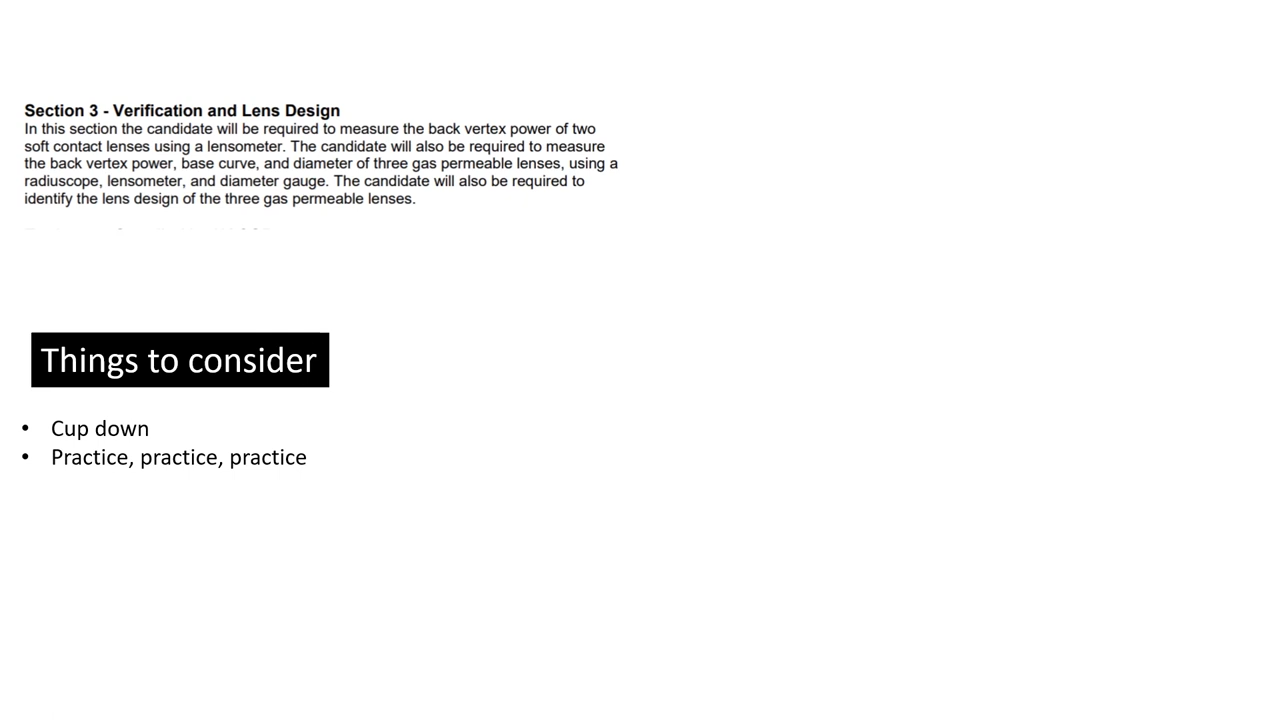 Section 3 - Verification and Lens Design
In this section the candidate will be required to measure the back vertex power of two
soft contact lenses using a lensometer. The candidate will also be required to measure
the back vertex power, base curve, and diameter of three gas permeable lenses, using a
radiuscope, lensometer, and diameter gauge. The candidate will also be required to
identify the lens design of the three gas permeable lenses.
Things to consider
• Cup down
• Practice, practice, practice